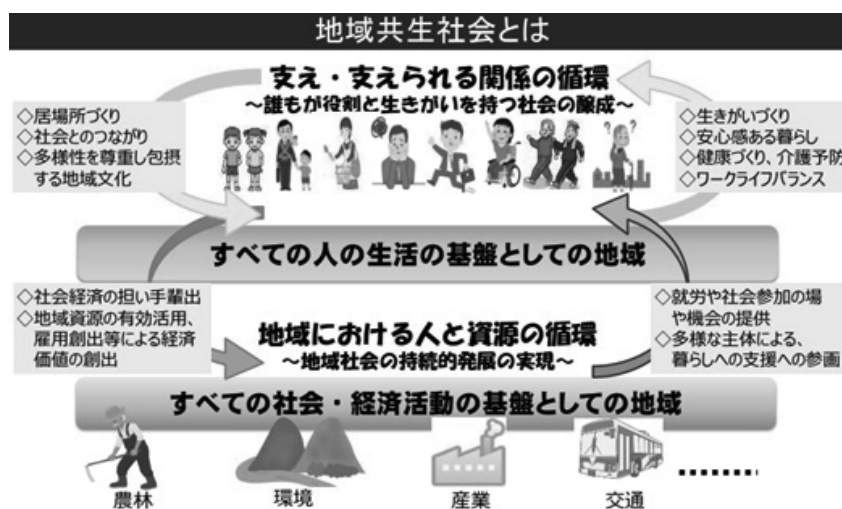 地域共生社会とは
支え・支えられる関係の循環
～誰もが役割と生きがいを持つ社会の醸成～
◇居場所づくり
◇社会とのつながり
◇多様性を尊重し包摂
する地域文化
◇生きがいづくり
◇安心感ある暮らし
◇健康づくり、介護予防
◇ワークライフバランス
すべての人の生活の基盤としての地域
◇社会経済の担い手輩出
◇地域資源の有効活用、
雇用創出等による経済
価値の創出
地域における人と資源の循環
～地域社会の持続的発展の実現～
◇就労や社会参加の場
や機会の提供
◇多様な主体による、
暮らしへの支援への参画
すべての社会・経済活動の基盤としての地域
農林
環境
産業
交通